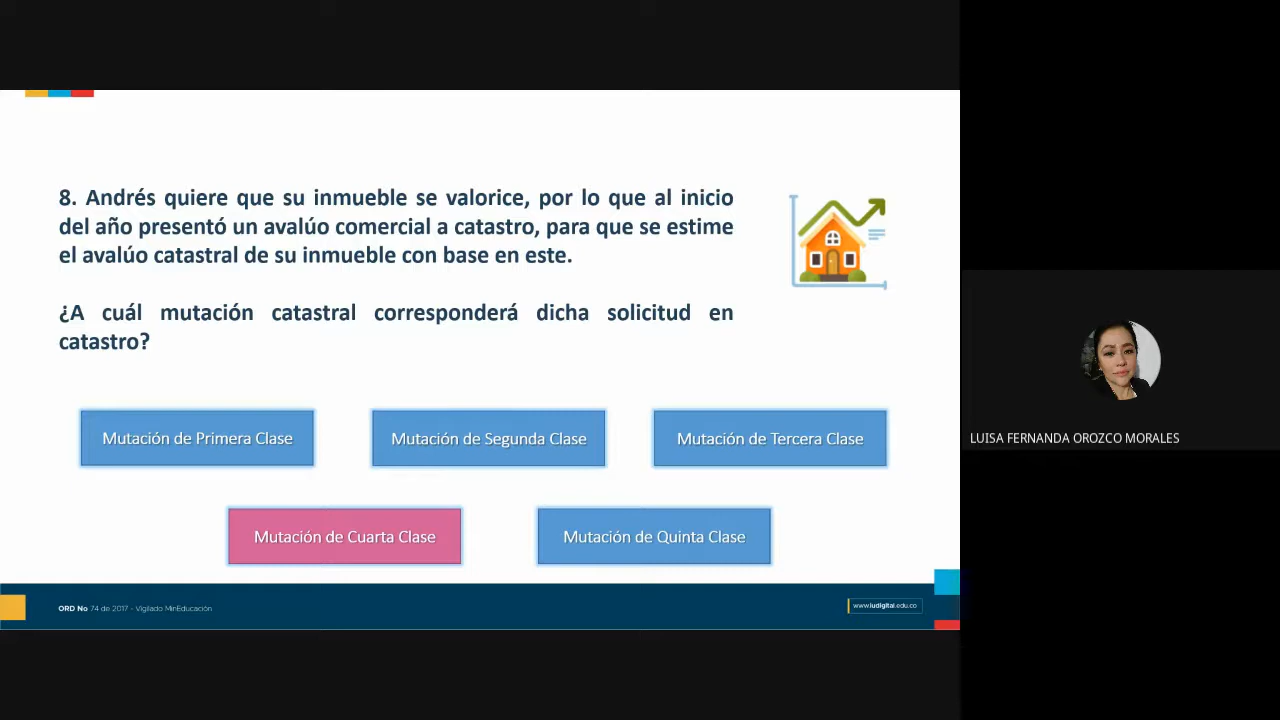 8. Andrés quiere que su inmueble se valorice, por lo que al inicio
del año presentó un avalúo comercial a catastro, para que se estime
el avalúo catastral de su inmueble con base en este.
¿A cuál mutación catastral corresponderá dicha solicitud en
catastro?
Mutación de Primera Clase
Mutación de Segunda Clase
Mutación de Tercera Clase
Mutación de Cuarta Clase
Mutación de Quinta Clase
LUISA FERNANDA OROZCO MORALES
ORD No 74 de 2017 - Vigilado MinEducación
www.iudigital.edu.co